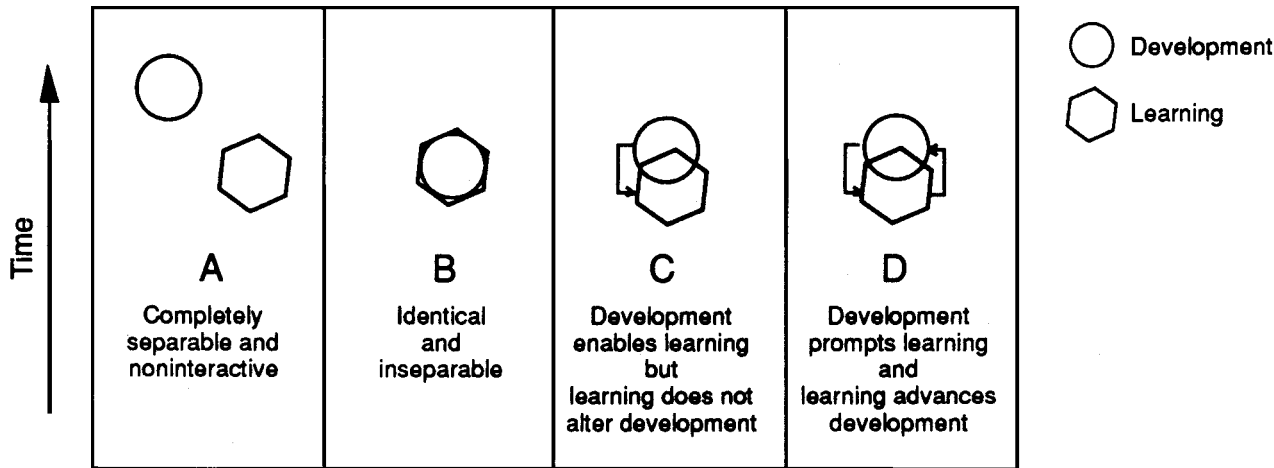 Time
A
Completely
separable and
noninteractive
B
Identical
and
inseparable
C
Development
enables learning
but
learning does not
alter development
D
Development
prompts learning
and
learning advances
development
Development
Learning